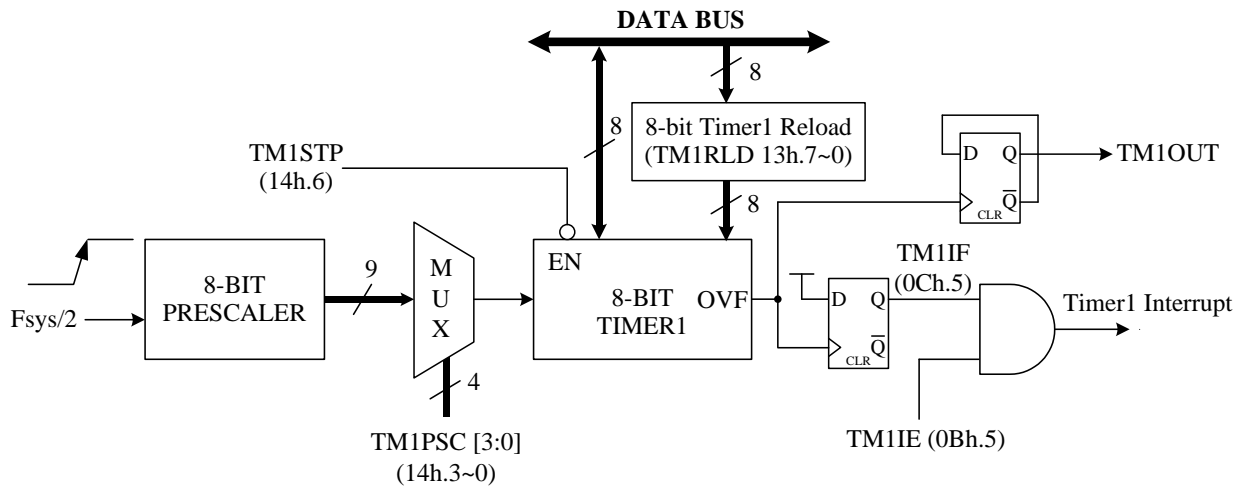 DATA BUS
8
8
8-bit Timer1 Reload
(TM1RLD 13h.7~0)
8
TM1STP
(14h.6)
D
Q
Q
CLR
TM1OUT
Fsys/2
8-BIT
PRESCALER
9
M
U
X
4
TM1PSC [3:0]
(14h.3~0)
EN
8-BIT
TIMER1
OVF
D
Q
Q
CLR
TM1IF
(0Ch.5)
TM1IE (0Bh.5)
Timer1 Interrupt